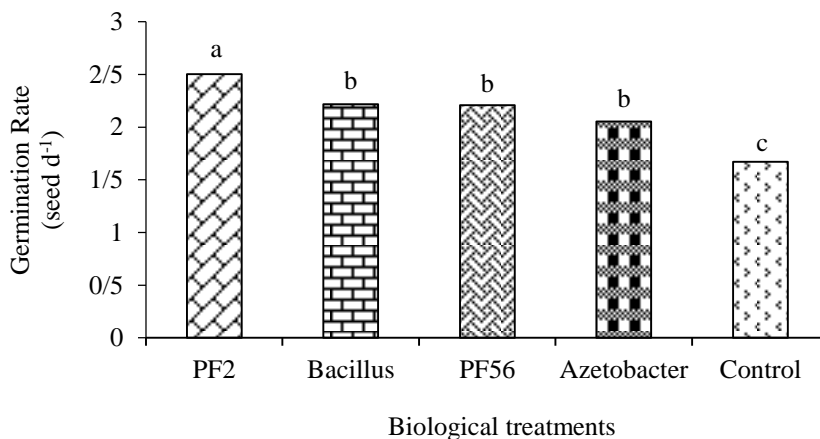 Germination Rate
(seed d⁻¹)
3
2/5
2
1/5
1
0/5
0
a
b
b
b
c
PF2 Bacillus PF56 Azetobacter Control
Biological treatments